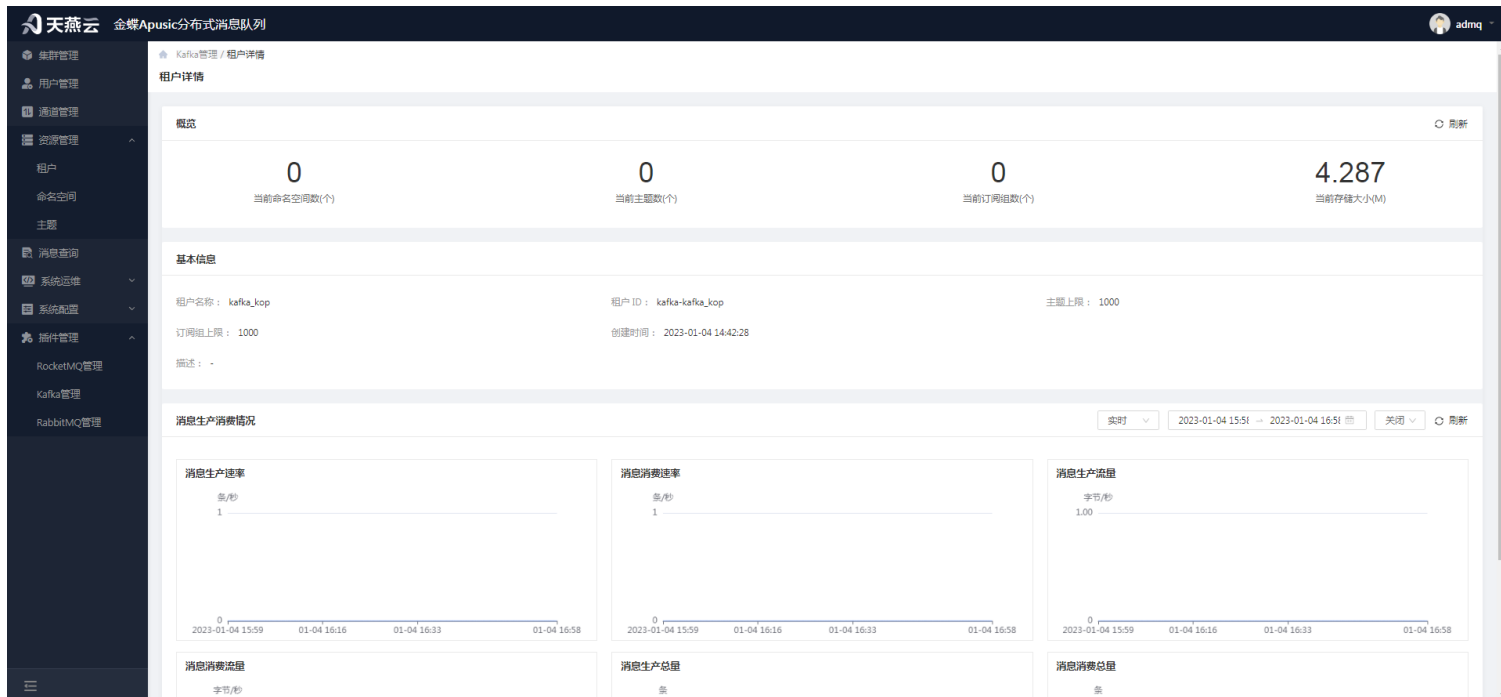 天燕云 金蝶Apusic分布式消息队列
admq
集群管理
用户管理
通道管理
资源管理
租户
命名空间
主题
消息查询
系统运维
系统配置
插件管理
RocketMQ管理
Kafka管理
RabbitMQ管理
Kafka管理 / 租户详情
租户详情
概览
刷新
0
当前命名空间数(个)
0
当前主题数(个)
0
当前订阅组数(个)
4.287
当前存储大小(M)
基本信息
租户名称： kafka_kop
租户 ID： kafka-kafka_kop
主题上限： 1000
订阅组上限： 1000
创建时间： 2023-01-04 14:42:28
描述： -
消息生产消费情况
实时
2023-01-04 15:58 → 2023-01-04 16:58
关闭
刷新
消息生产速率
条/秒
1
0
2023-01-04 15:59 01-04 16:16 01-04 16:33 01-04 16:58
消息消费速率
条/秒
1
0
2023-01-04 15:59 01-04 16:16 01-04 16:33 01-04 16:58
消息生产流量
字节/秒
1.00
0
2023-01-04 15:59 01-04 16:16 01-04 16:33 01-04 16:58
消息消费流量
字节/秒
消息生产总量
条
消息消费总量
条